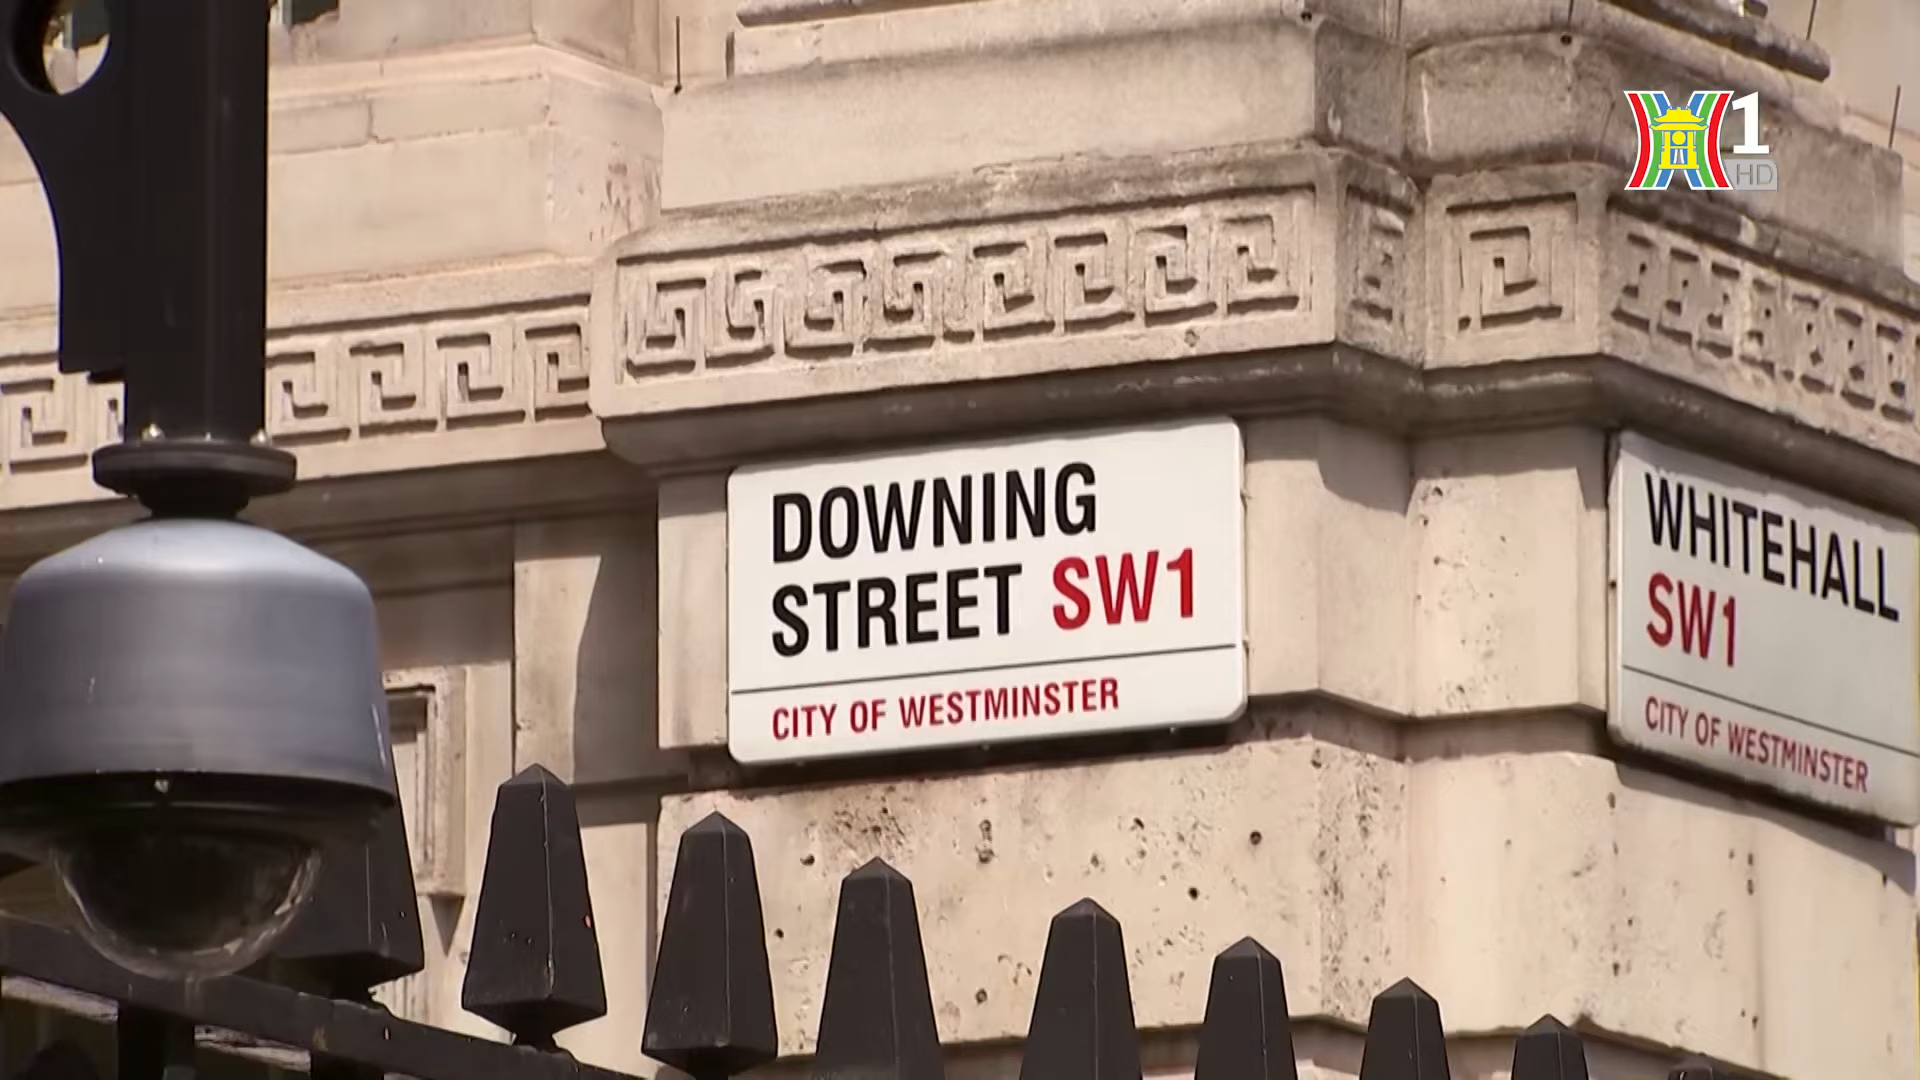 1
HD
DOWNING
STREET SW1
CITY OF WESTMINSTER
WHITEHALL
SW1
CITY OF WESTMINSTER